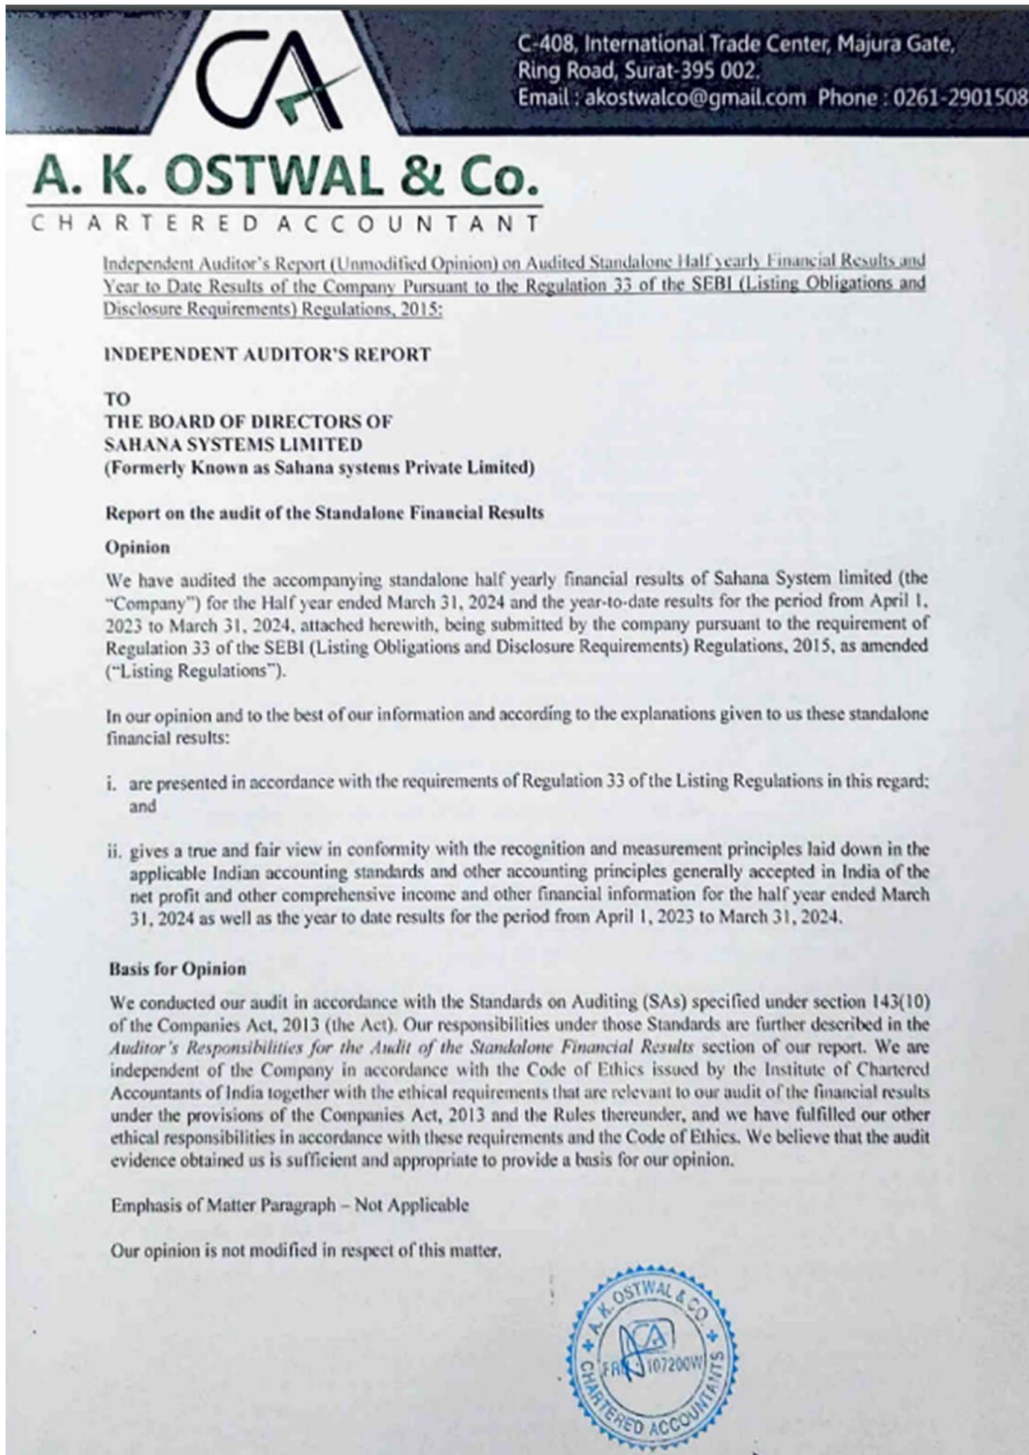 CA
C-408, International Trade Center, Majura Gate,
Ring Road, Surat-395 002.
Email : akostwalco@gmail.com Phone : 0261-2901508
A. K. OSTWAL & Co.
CHARTERED ACCOUNTANT
Independent Auditor's Report (Unmodified Opinion) on Audited Standalone Half yearly Financial Results and
Year to Date Results of the Company Pursuant to the Regulation 33 of the SEBI (Listing Obligations and
Disclosure Requirements) Regulations, 2015:
INDEPENDENT AUDITOR'S REPORT
TO
THE BOARD OF DIRECTORS OF
SAHANA SYSTEMS LIMITED
(Formerly Known as Sahana systems Private Limited)
Report on the audit of the Standalone Financial Results
Opinion
We have audited the accompanying standalone half yearly financial results of Sahana System limited (the
“Company”) for the Half year ended March 31, 2024 and the year-to-date results for the period from April 1,
2023 to March 31, 2024, attached herewith, being submitted by the company pursuant to the requirement of
Regulation 33 of the SEBI (Listing Obligations and Disclosure Requirements) Regulations, 2015, as amended
(“Listing Regulations”).
In our opinion and to the best of our information and according to the explanations given to us these standalone
financial results:
i. are presented in accordance with the requirements of Regulation 33 of the Listing Regulations in this regard;
and
ii. gives a true and fair view in conformity with the recognition and measurement principles laid down in the
applicable Indian accounting standards and other accounting principles generally accepted in India of the
net profit and other comprehensive income and other financial information for the half year ended March
31, 2024 as well as the year to date results for the period from April 1, 2023 to March 31, 2024.
Basis for Opinion
We conducted our audit in accordance with the Standards on Auditing (SAs) specified under section 143(10)
of the Companies Act, 2013 (the Act). Our responsibilities under those Standards are further described in the
Auditor's Responsibilities for the Audit of the Standalone Financial Results section of our report. We are
independent of the Company in accordance with the Code of Ethics issued by the Institute of Chartered
Accountants of India together with the ethical requirements that are relevant to our audit of the financial results
under the provisions of the Companies Act, 2013 and the Rules thereunder, and we have fulfilled our other
ethical responsibilities in accordance with these requirements and the Code of Ethics. We believe that the audit
evidence obtained us is sufficient and appropriate to provide a basis for our opinion.
Emphasis of Matter Paragraph – Not Applicable
Our opinion is not modified in respect of this matter.
A. K. OSTWAL & CO.
CA
107200W
CHARTERED ACCOUNTANTS